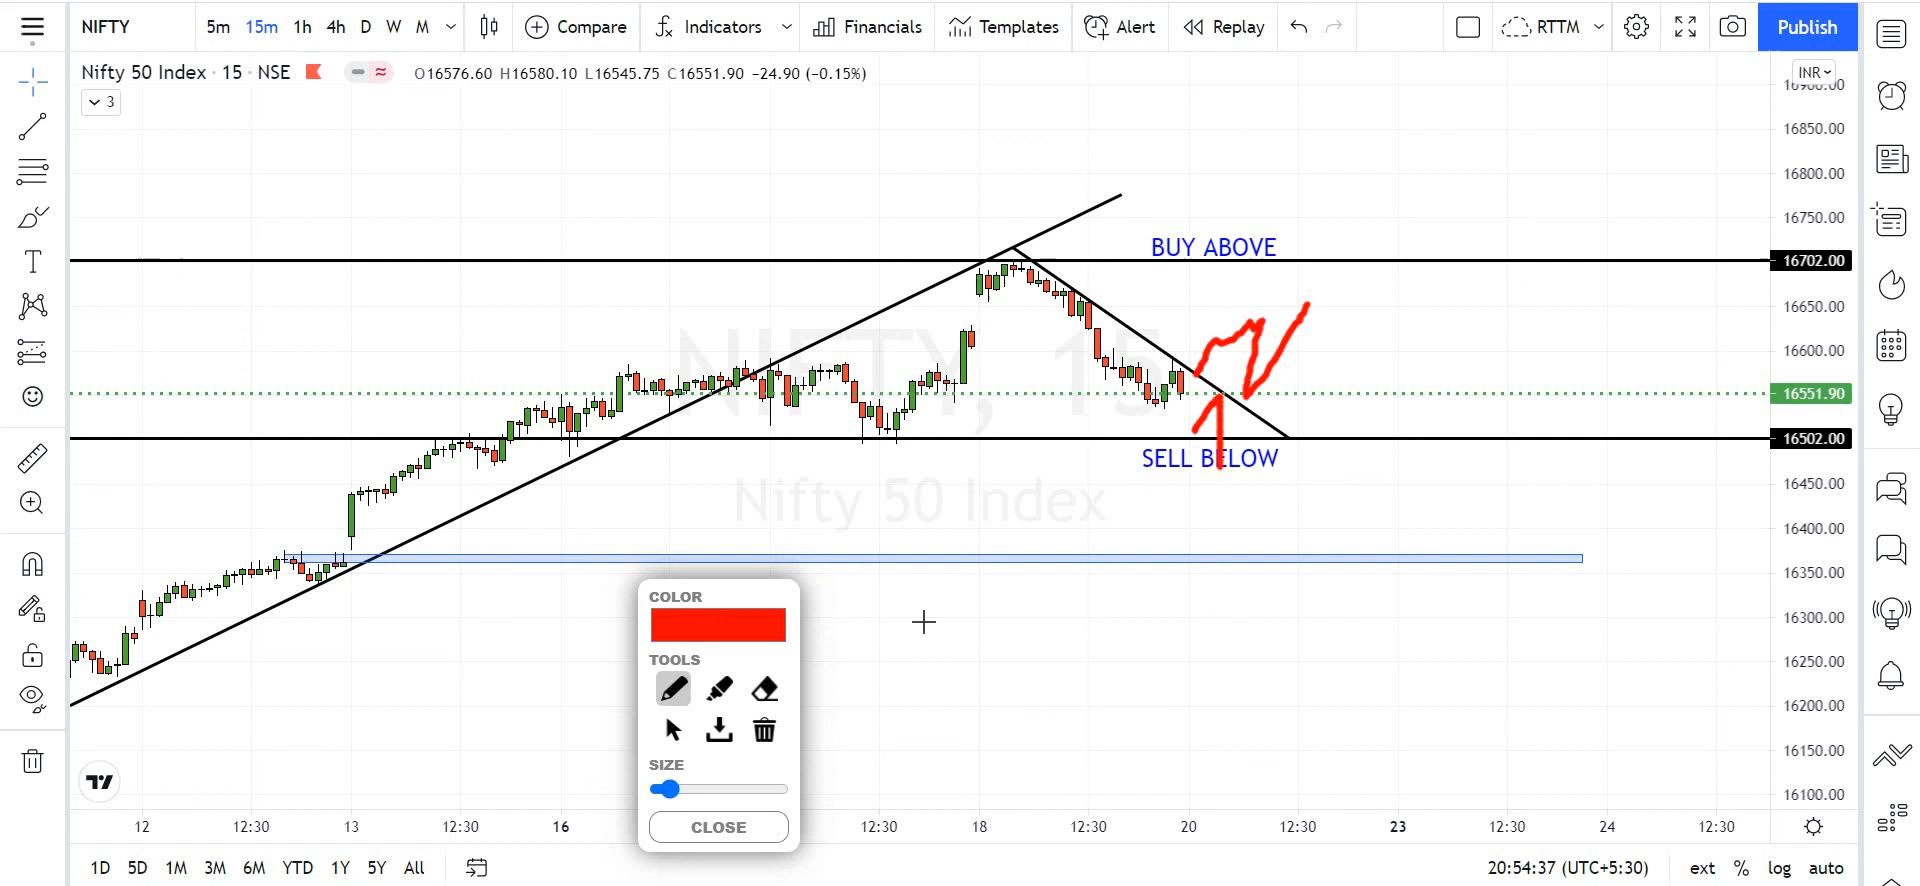 NIFTY 5m 15m 1h 4h D W M Compare Indicators Financials Templates Alert Replay RTTM Publish
Nifty 50 Index · 15 · NSE O16576.60 H16580.10 L16545.75 C16551.90 −24.90 (−0.15%)
INR
3
16900.00
16850.00
16800.00
16750.00
BUY ABOVE
16702.00
16650.00
NIFTY, 15
16600.00
16551.90
16502.00
SELL BELOW
Nifty 50 Index
16450.00
16400.00
16350.00
16300.00
16250.00
16200.00
16150.00
16100.00
COLOR
TOOLS
SIZE
CLOSE
12 12:30 13 12:30 16 12:30 18 12:30 20 12:30 23 12:30 24 12:30
1D 5D 1M 3M 6M YTD 1Y 5Y All 20:54:37 (UTC+5:30) ext % log auto